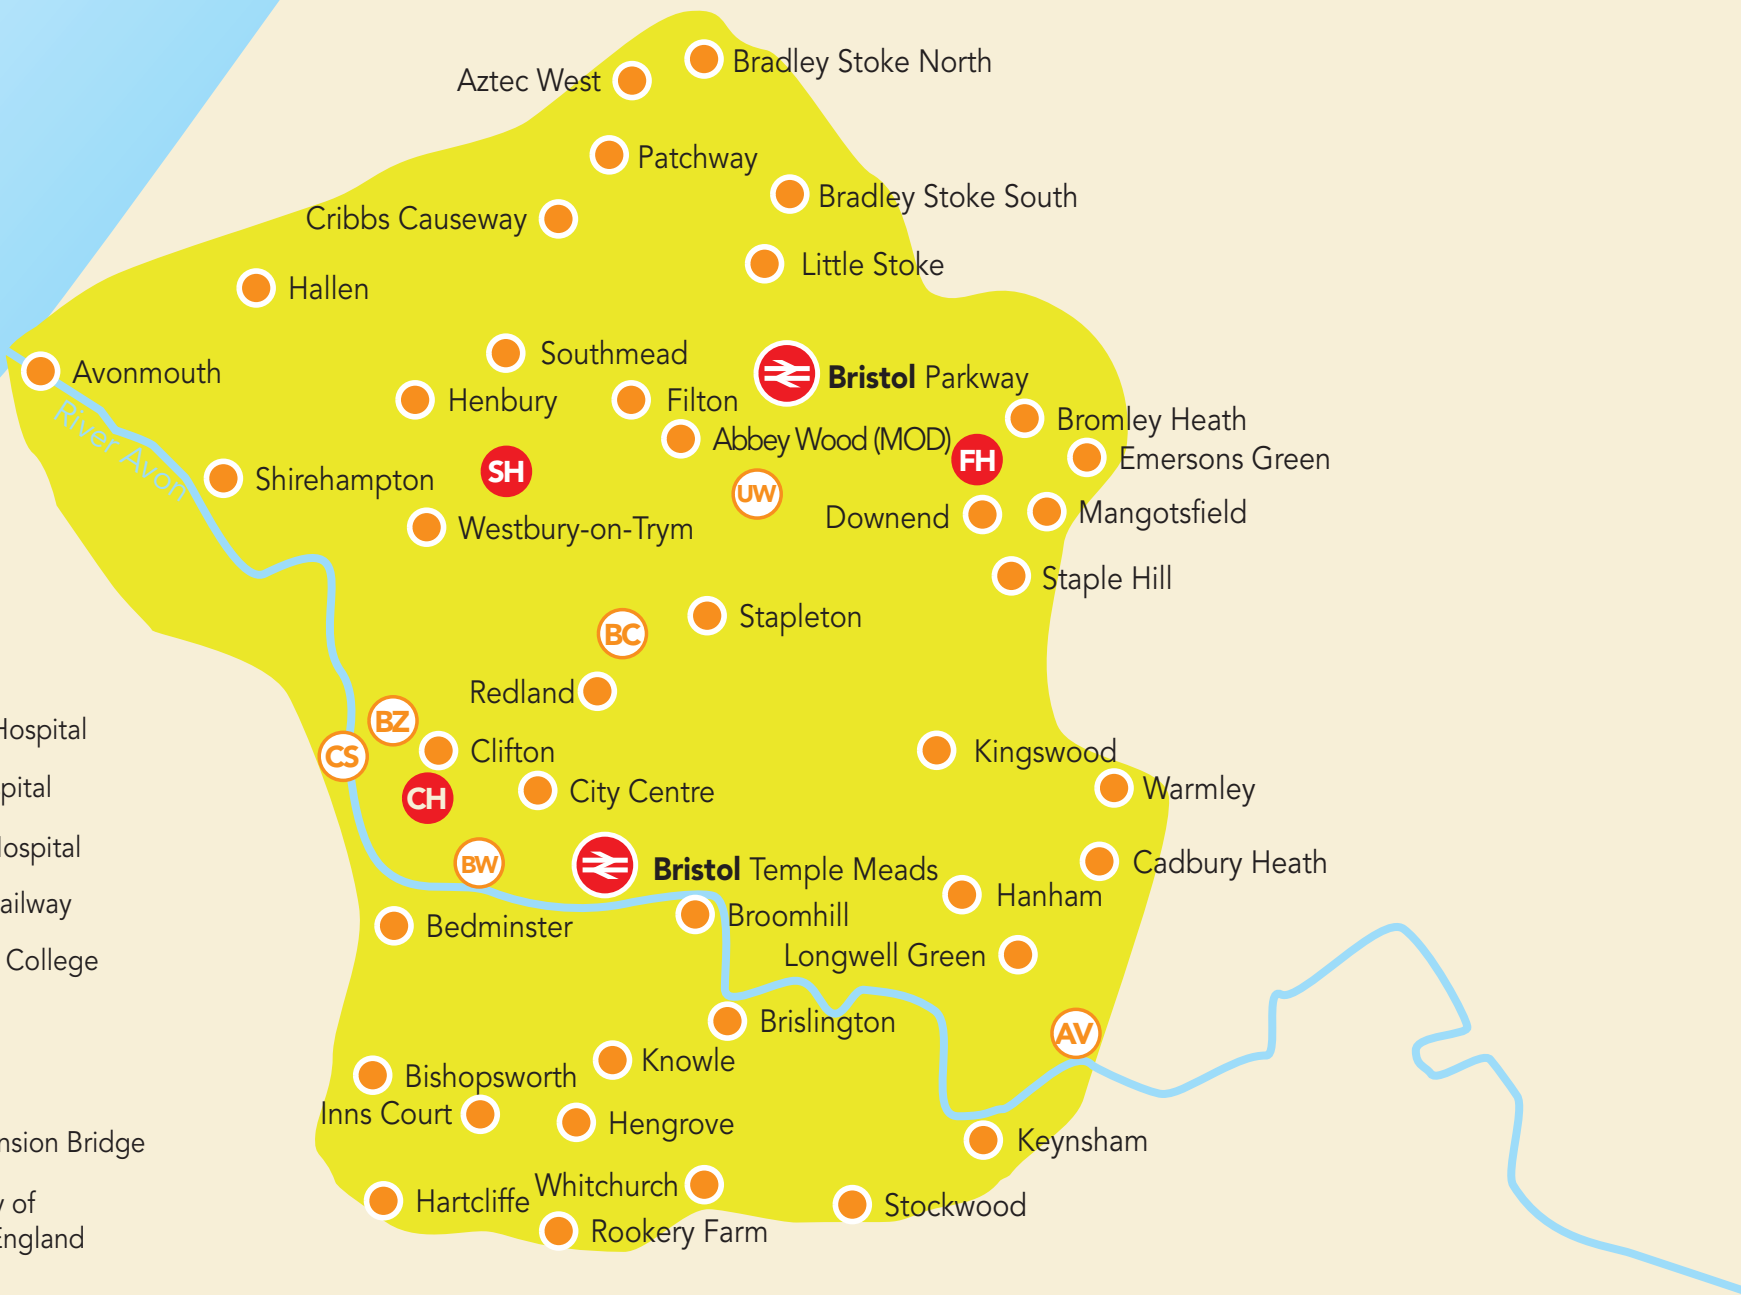 Bradley Stoke North
Aztec West
Patchway
Bradley Stoke South
Cribbs Causeway
Little Stoke
Hallen
Southmead
Avonmouth
Bristol Parkway
Henbury
Filton
Bromley Heath
Abbey Wood (MOD)
FH
Emersons Green
River Avon
SH
Shirehampton
UW
Downend
Mangotsfield
Westbury-on-Trym
Staple Hill
Stapleton
BC
Redland
BZ
Hospital
CS
Clifton
Kingswood
pital
CH
City Centre
Warmley
Hospital
BW
Bristol Temple Meads
Cadbury Heath
ailway
Hanham
Bedminster
Broomhill
College
Longwell Green
Brislington
AV
Knowle
Bishopsworth
Inns Court
Hengrove
nsion Bridge
Keynsham
Whitchurch
Hartcliffe
Stockwood
y of
England
Rookery Farm